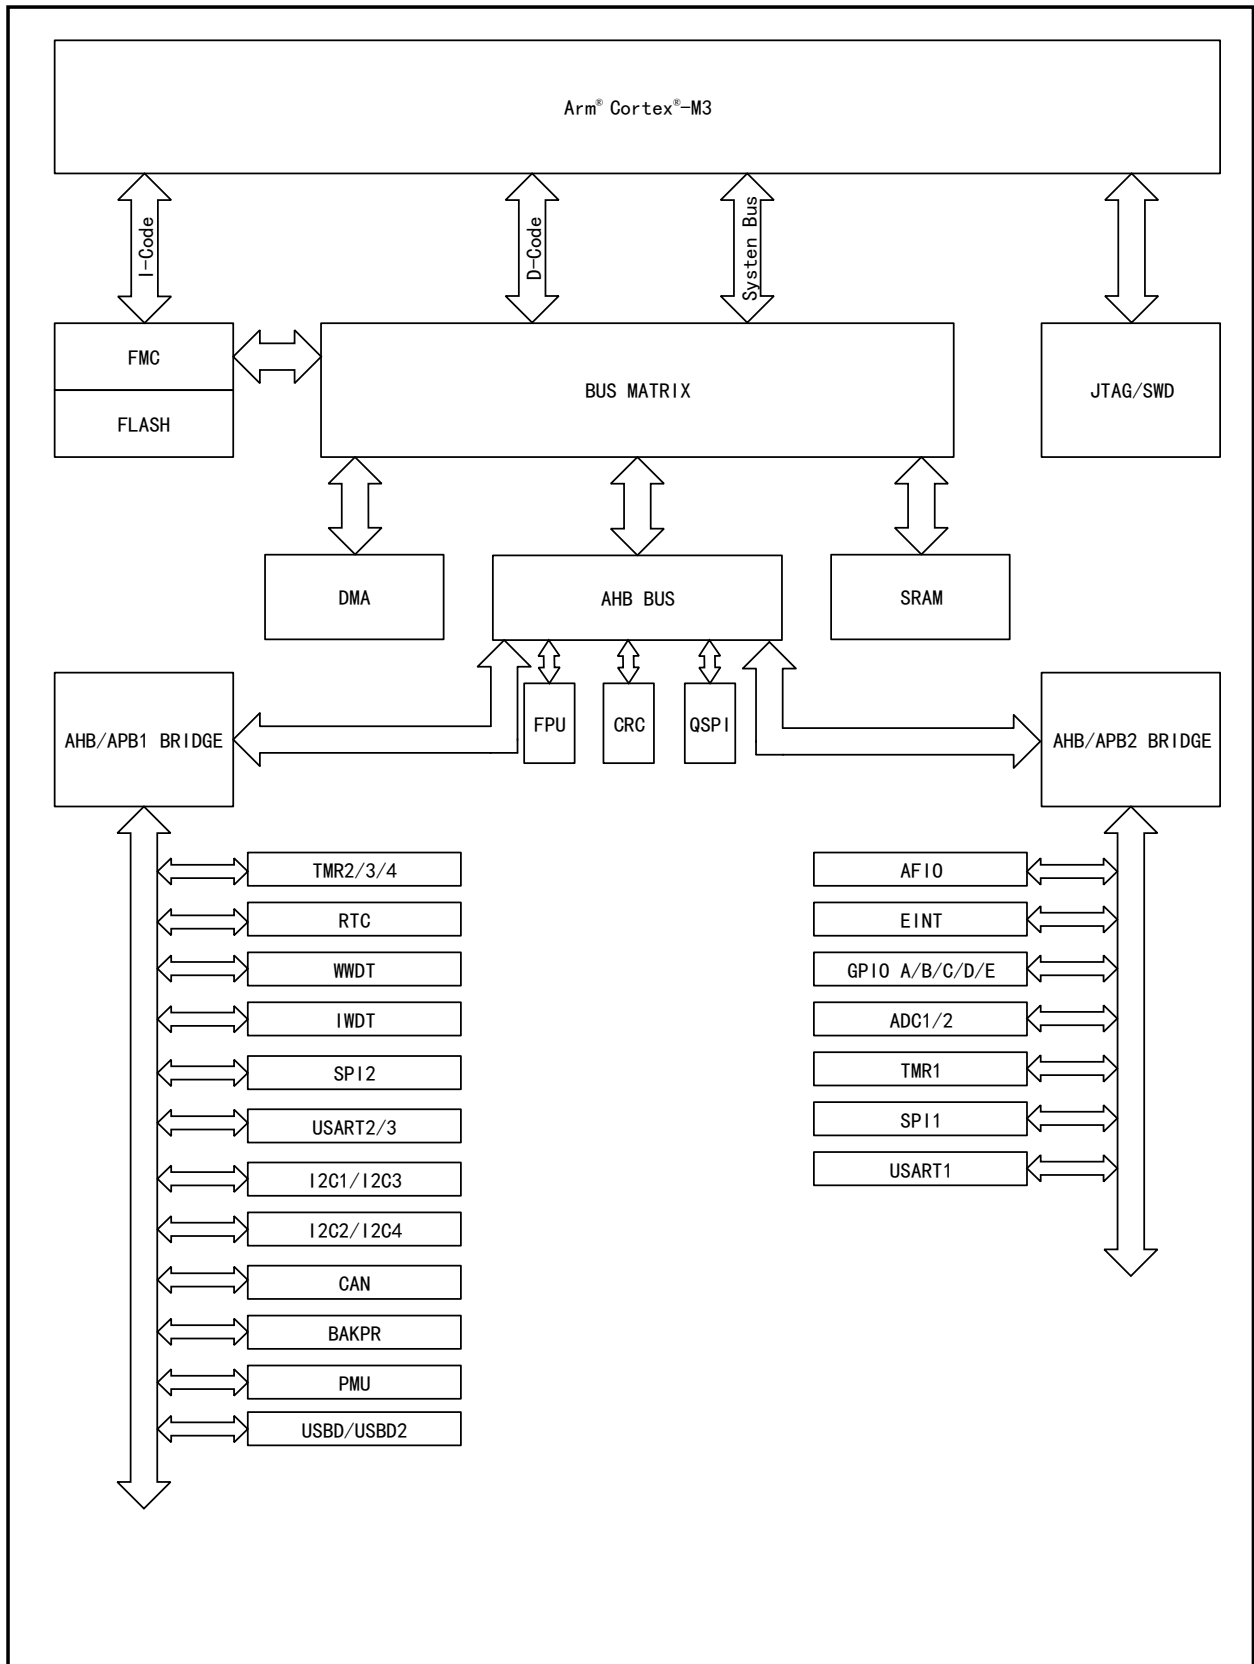 Arm® Cortex®-M3
I-Code
D-Code
Systen Bus
FMC
FLASH
BUS MATRIX
JTAG/SWD
DMA
AHB BUS
SRAM
AHB/APB1 BRIDGE
FPU
CRC
QSPI
AHB/APB2 BRIDGE
TMR2/3/4
RTC
WWDT
IWDT
SPI2
USART2/3
I2C1/I2C3
I2C2/I2C4
CAN
BAKPR
PMU
USBD/USBD2
AFIO
EINT
GPIO A/B/C/D/E
ADC1/2
TMR1
SPI1
USART1